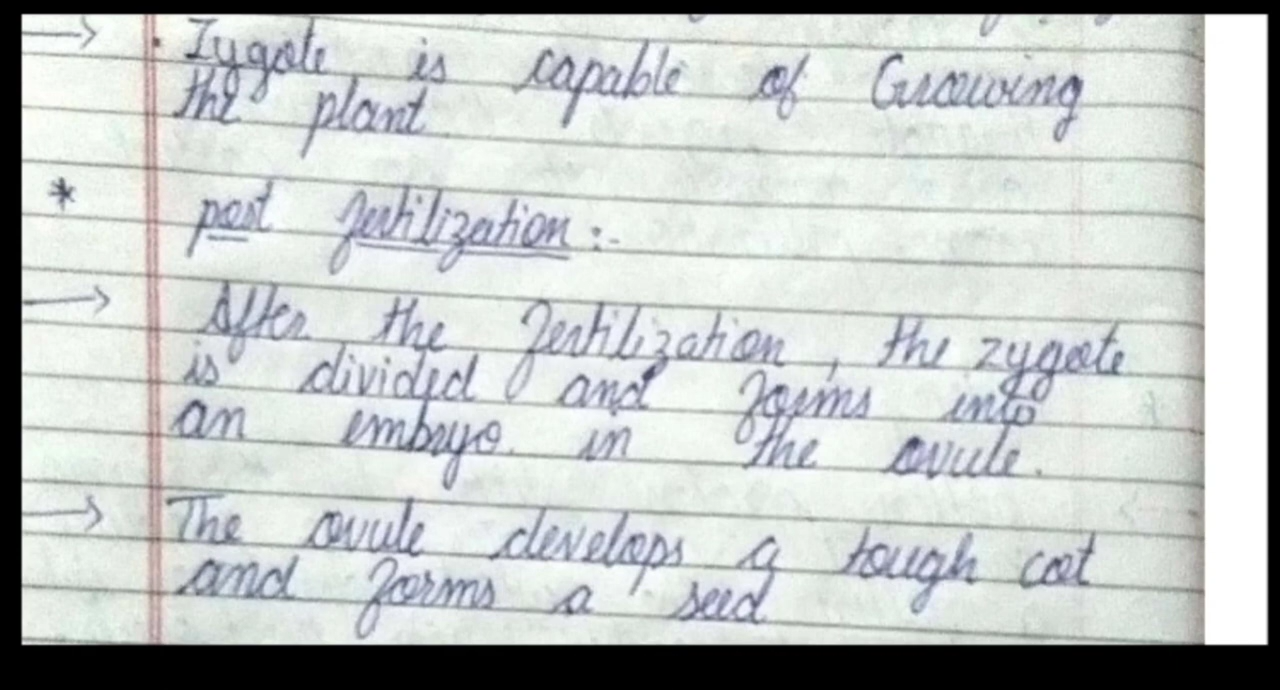 → . Zygote is capable of Growing
the plant
* post fertilization :-
→ After the fertilization, the zygote
is divided and forms into
an embryo. in the ovule.
→ The ovule develops a tough cot
and forms a seed